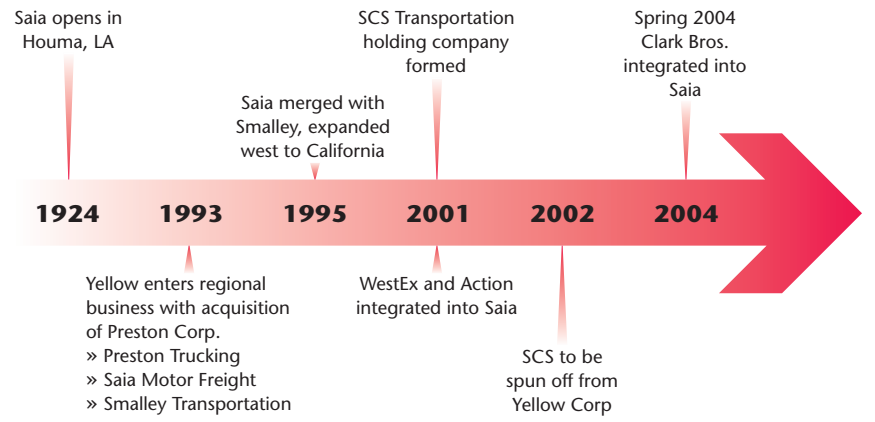 Saia opens in
Houma, LA
SCS Transportation
holding company
formed
Spring 2004
Clark Bros.
integrated into
Saia
Saia merged with
Smalley, expanded
west to California
1924
1993
1995
2001
2002
2004
Yellow enters regional
business with acquisition
of Preston Corp.
» Preston Trucking
» Saia Motor Freight
» Smalley Transportation
WestEx and Action
integrated into Saia
SCS to be
spun off from
Yellow Corp